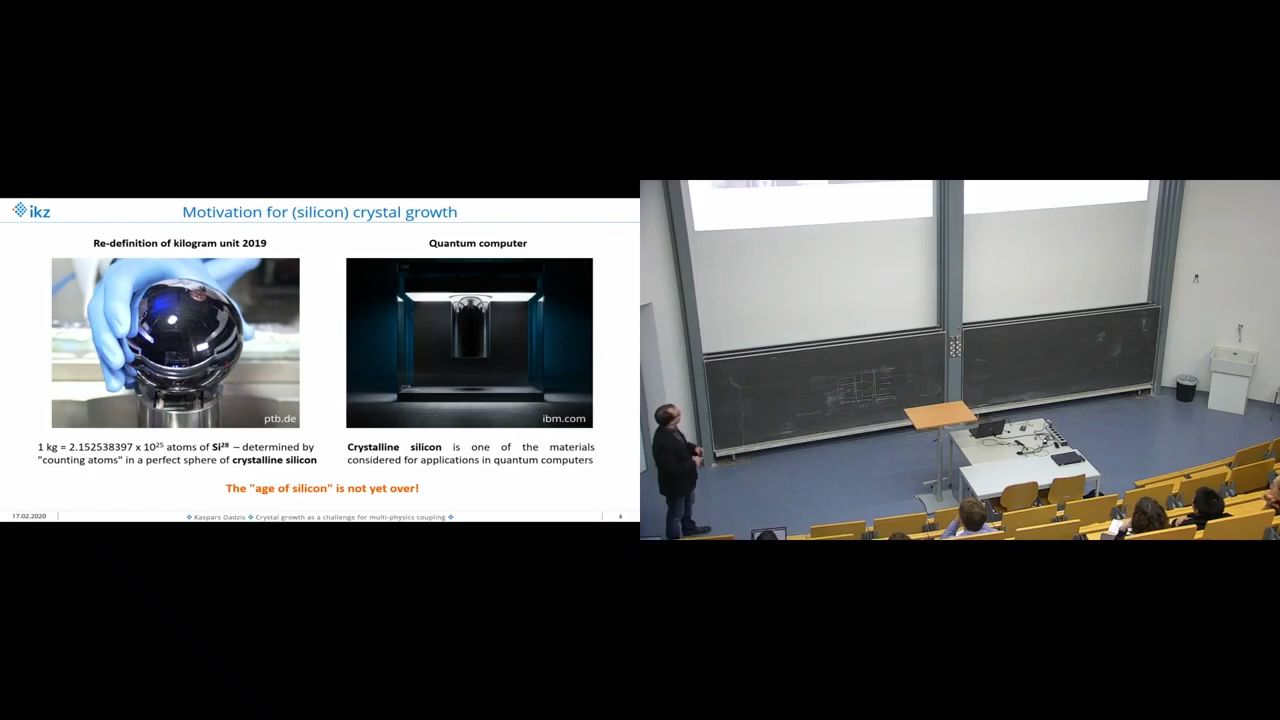 ikz
Motivation for (silicon) crystal growth
Re-definition of kilogram unit 2019
Quantum computer
ptb.de
ibm.com
1 kg = 2.152538397 x 10²⁵ atoms of Si²⁸ – determined by
"counting atoms" in a perfect sphere of crystalline silicon
Crystalline silicon is one of the materials
considered for applications in quantum computers
The "age of silicon" is not yet over!
17.02.2020
❖ Kaspars Dadzis ❖ Crystal growth as a challenge for multi-physics coupling ❖
6